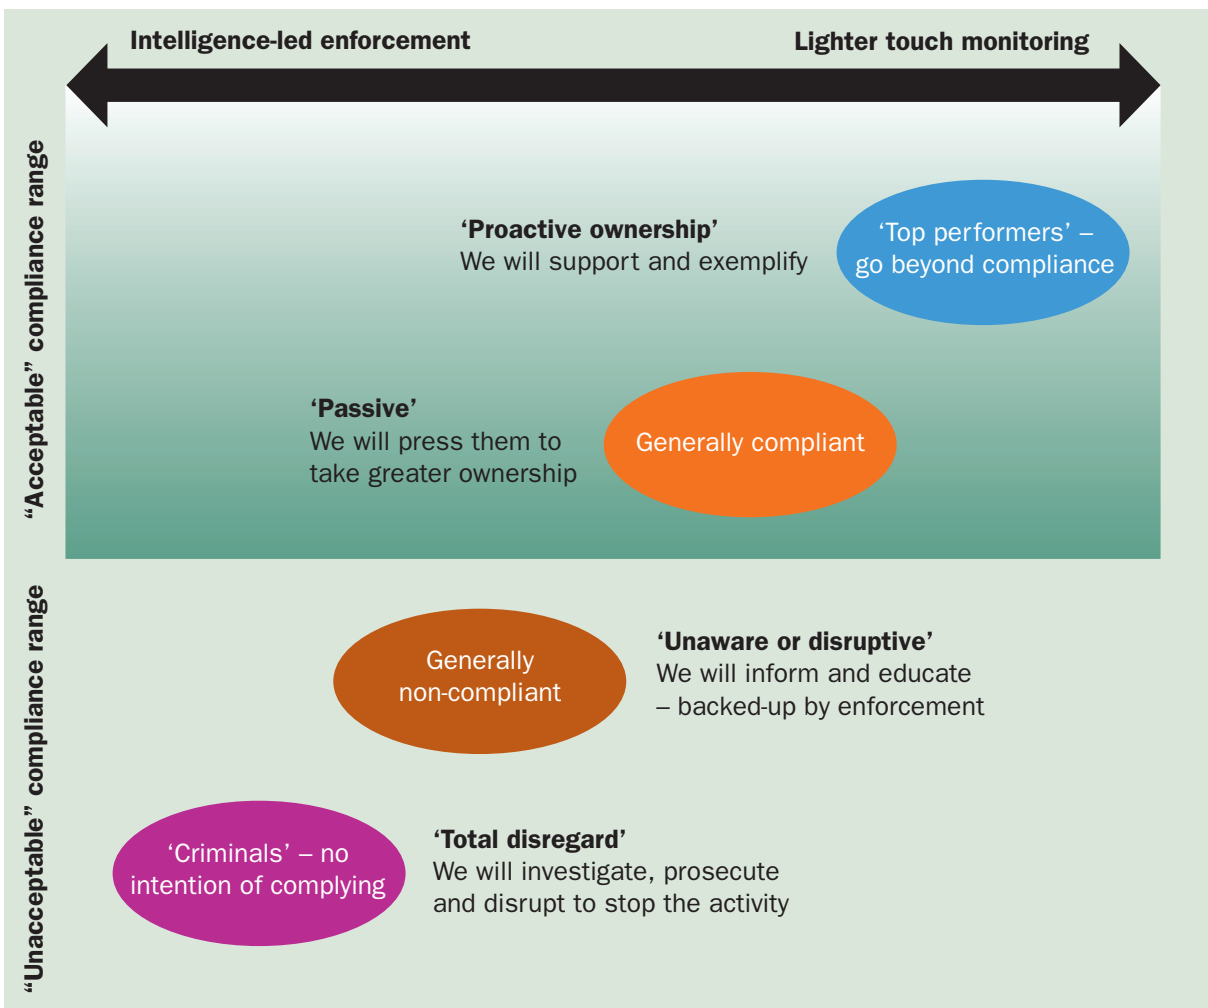 Intelligence-led enforcement
Lighter touch monitoring
“Acceptable” compliance range
‘Proactive ownership’
We will support and exemplify
‘Top performers’ –
go beyond compliance
‘Passive’
We will press them to
take greater ownership
Generally compliant
“Unacceptable” compliance range
Generally
non-compliant
‘Unaware or disruptive’
We will inform and educate
– backed-up by enforcement
‘Criminals’ – no
intention of complying
‘Total disregard’
We will investigate, prosecute
and disrupt to stop the activity